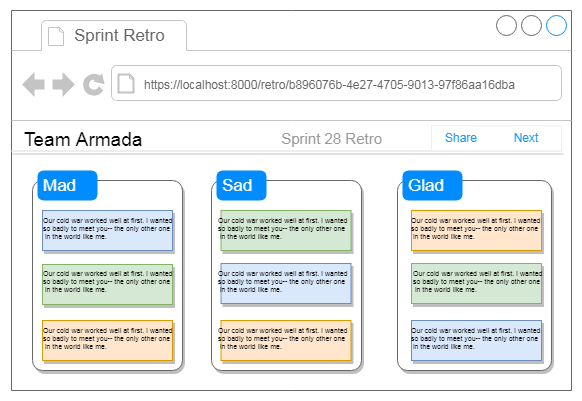 Sprint Retro
https://localhost:8000/retro/b896076b-4e27-4705-9013-97f86aa16dba
Team Armada
Sprint 28 Retro
Share
Next
Mad
Our cold war worked well at first. I wanted
so badly to meet you-- the only other one
in the world like me.
Our cold war worked well at first. I wanted
so badly to meet you-- the only other one
in the world like me.
Our cold war worked well at first. I wanted
so badly to meet you-- the only other one
in the world like me.
Sad
Our cold war worked well at first. I wanted
so badly to meet you-- the only other one
in the world like me.
Our cold war worked well at first. I wanted
so badly to meet you-- the only other one
in the world like me.
Our cold war worked well at first. I wanted
so badly to meet you-- the only other one
in the world like me.
Glad
Our cold war worked well at first. I wanted
so badly to meet you-- the only other one
in the world like me.
Our cold war worked well at first. I wanted
so badly to meet you-- the only other one
in the world like me.
Our cold war worked well at first. I wanted
so badly to meet you-- the only other one
in the world like me.